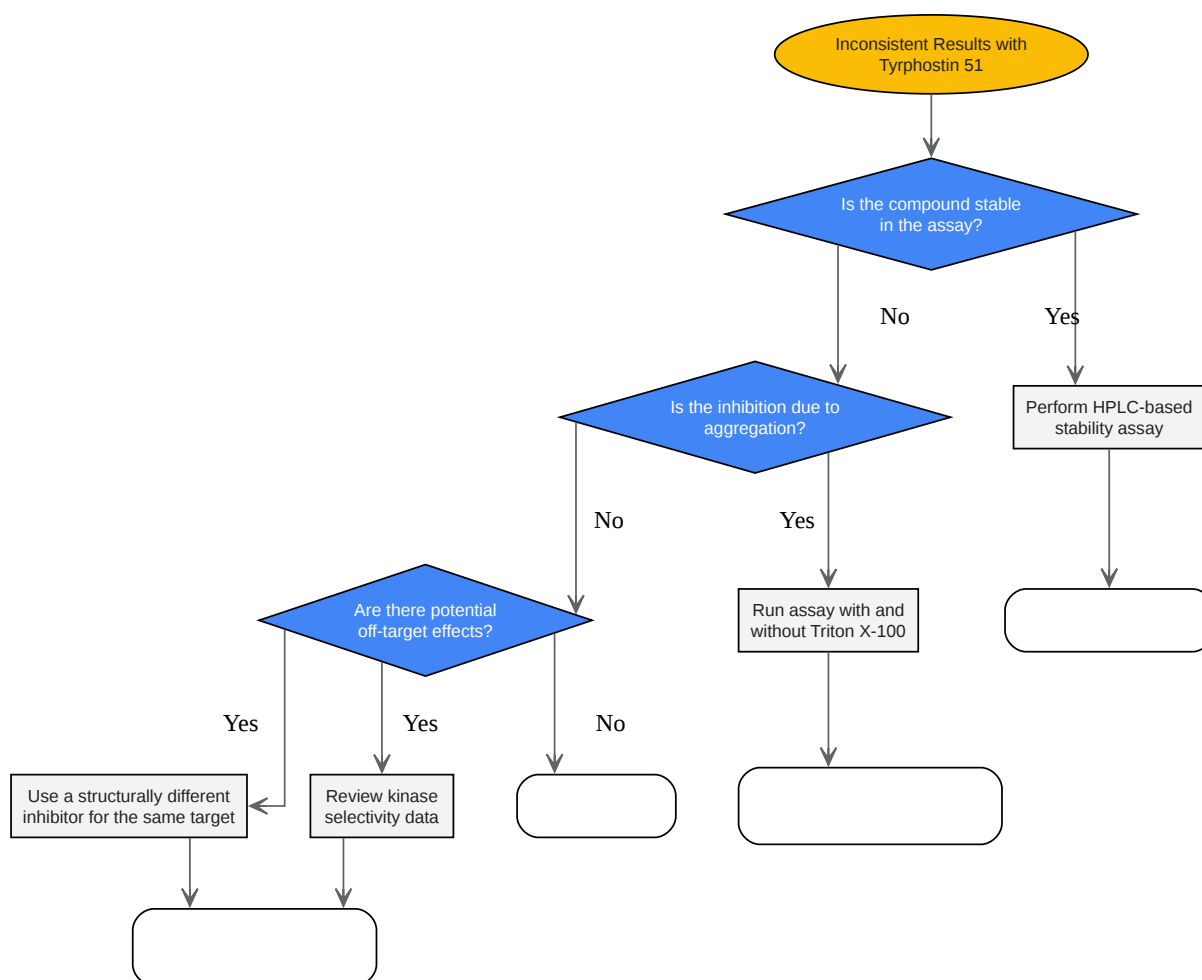 Inconsistent Results with
Tyrphostin 51
Is the compound stable
in the assay?
No
Yes
Is the inhibition due to
aggregation?
Perform HPLC-based
stability assay
No
Yes
Are there potential
off-target effects?
Run assay with and
without Triton X-100
Yes
Yes
No
Use a structurally different
inhibitor for the same target
Review kinase
selectivity data